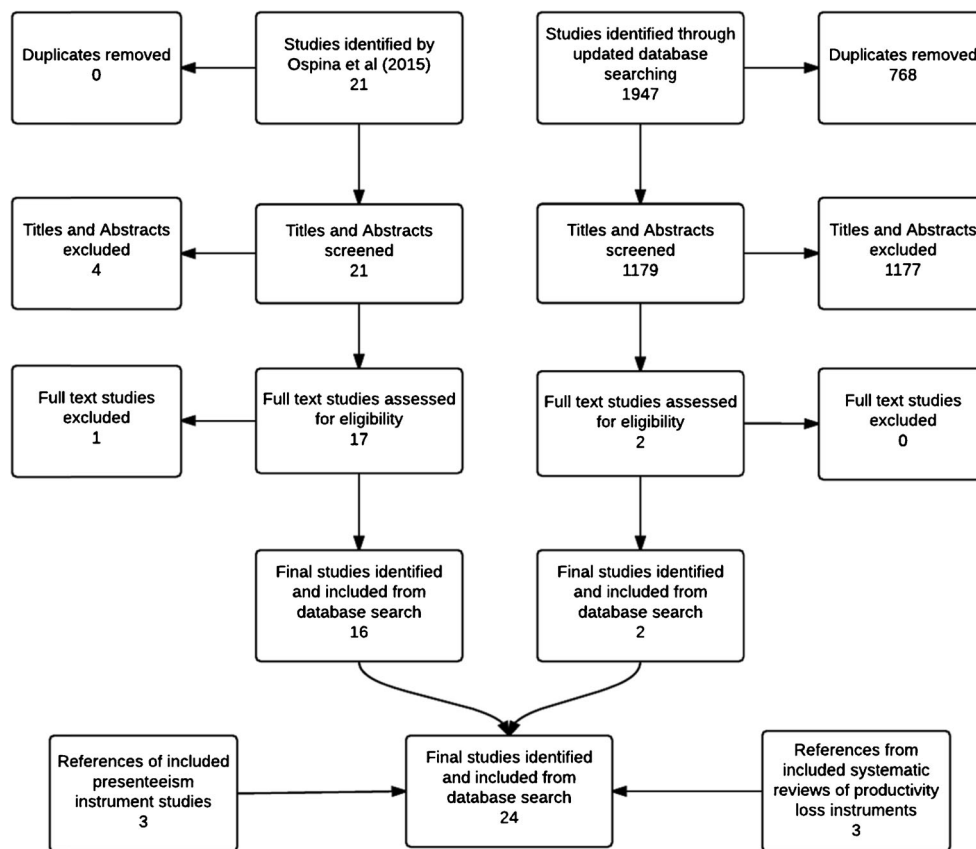 Duplicates removed
0
Studies identified by
Ospina et al (2015)
21
Studies identified through
updated database
searching
1947
Duplicates removed
768
Titles and Abstracts
excluded
4
Titles and Abstracts
screened
21
Titles and Abstracts
screened
1179
Titles and Abstracts
excluded
1177
Full text studies
excluded
1
Full text studies assessed
for eligibility
17
Full text studies assessed
for eligibility
2
Full text studies
excluded
0
Final studies identified
and included from
database search
16
Final studies identified
and included from
database search
2
References of included
presenteeism
instrument studies
3
Final studies identified
and included from
database search
24
References from
included systematic
reviews of productivity
loss instruments
3